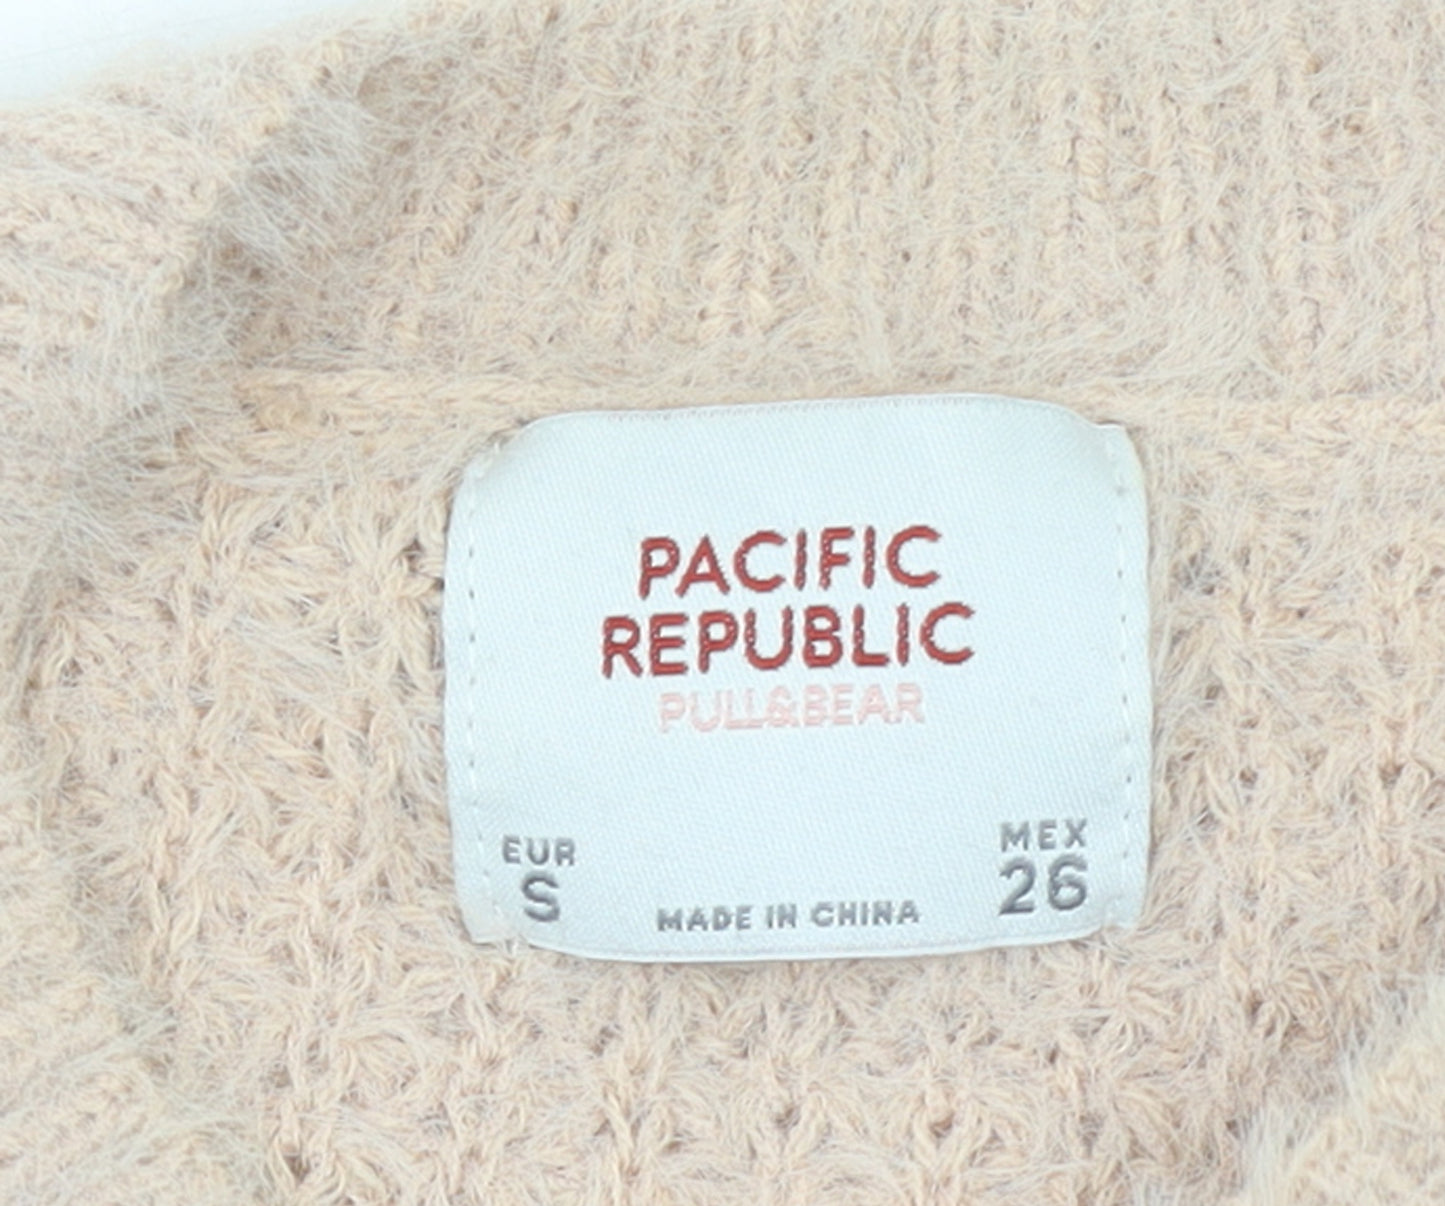 PACIFIC
REPUBLIC
PULL&BEAR
EUR
S
MADE IN CHINA
MEX
26